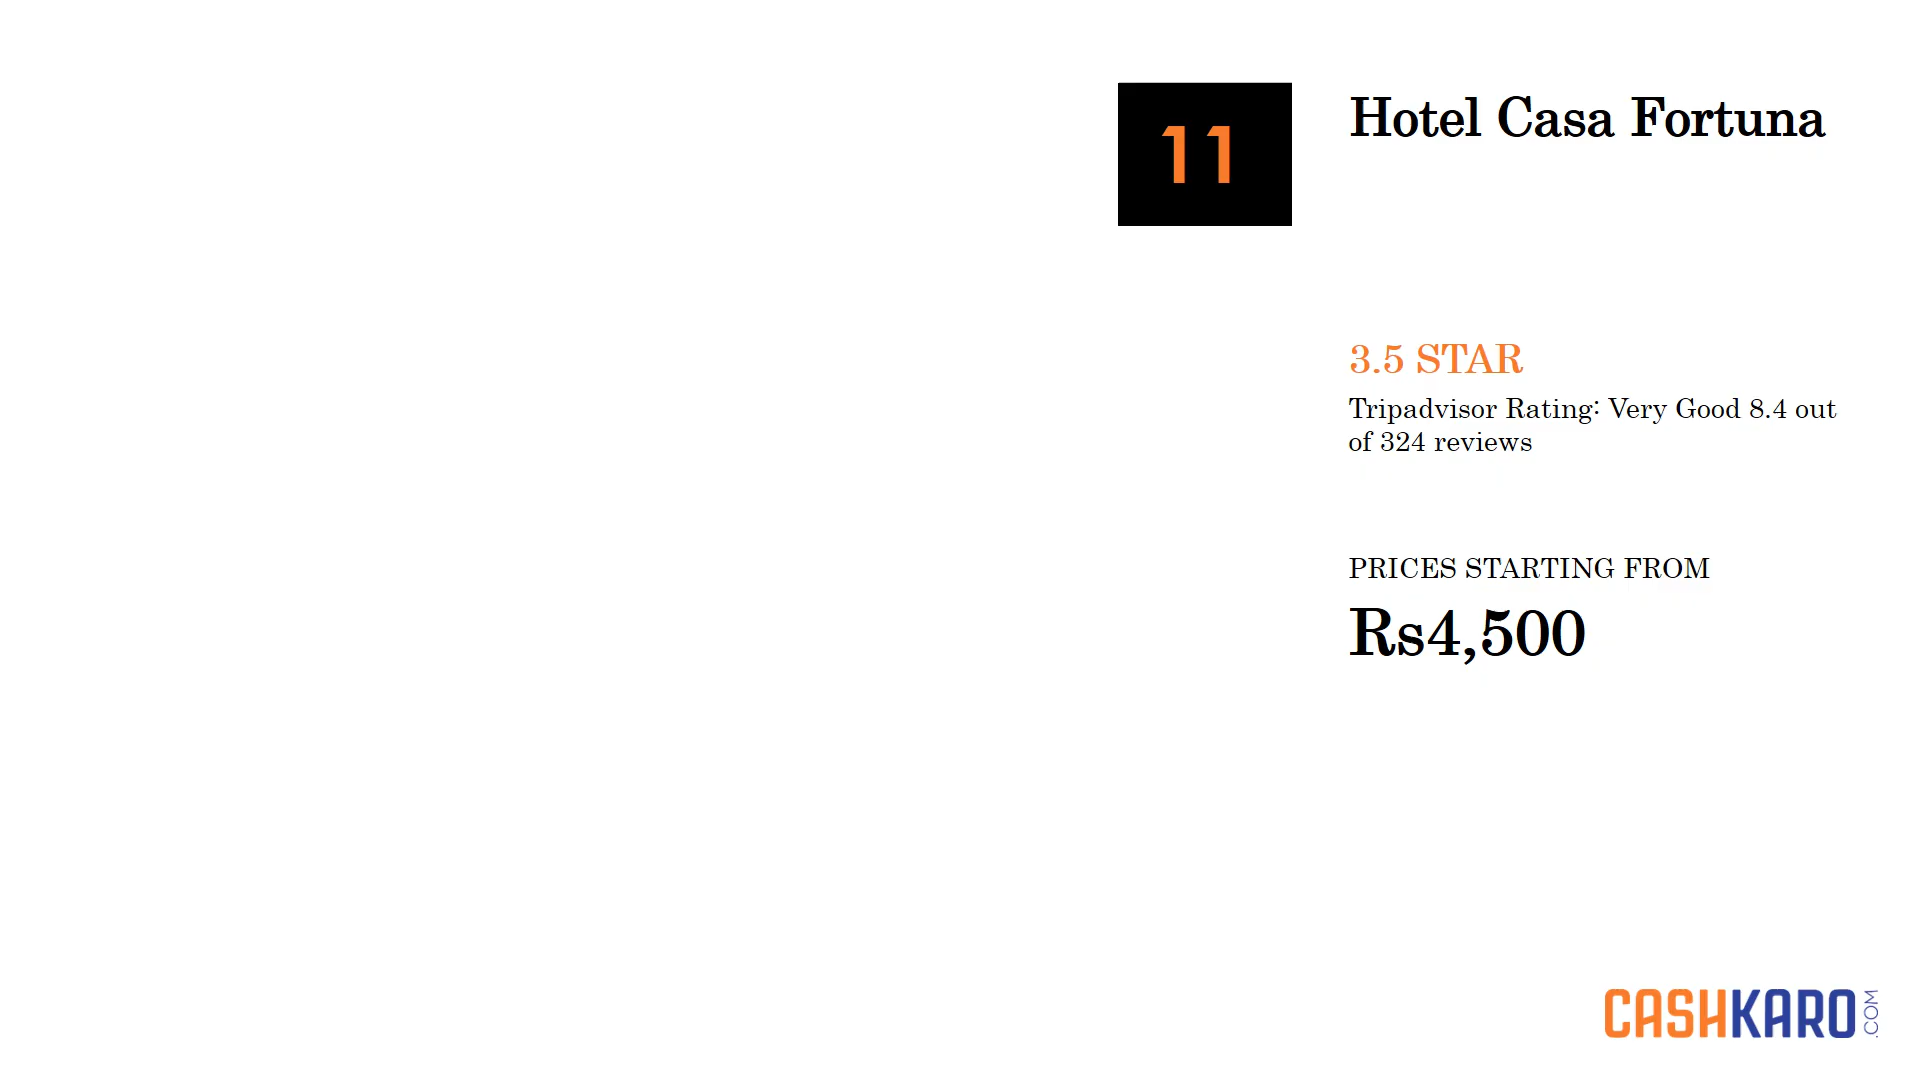 11
Hotel Casa Fortuna
3.5 STAR
Tripadvisor Rating: Very Good 8.4 out
of 324 reviews
PRICES STARTING FROM
Rs4,500
CASHKARO.COM